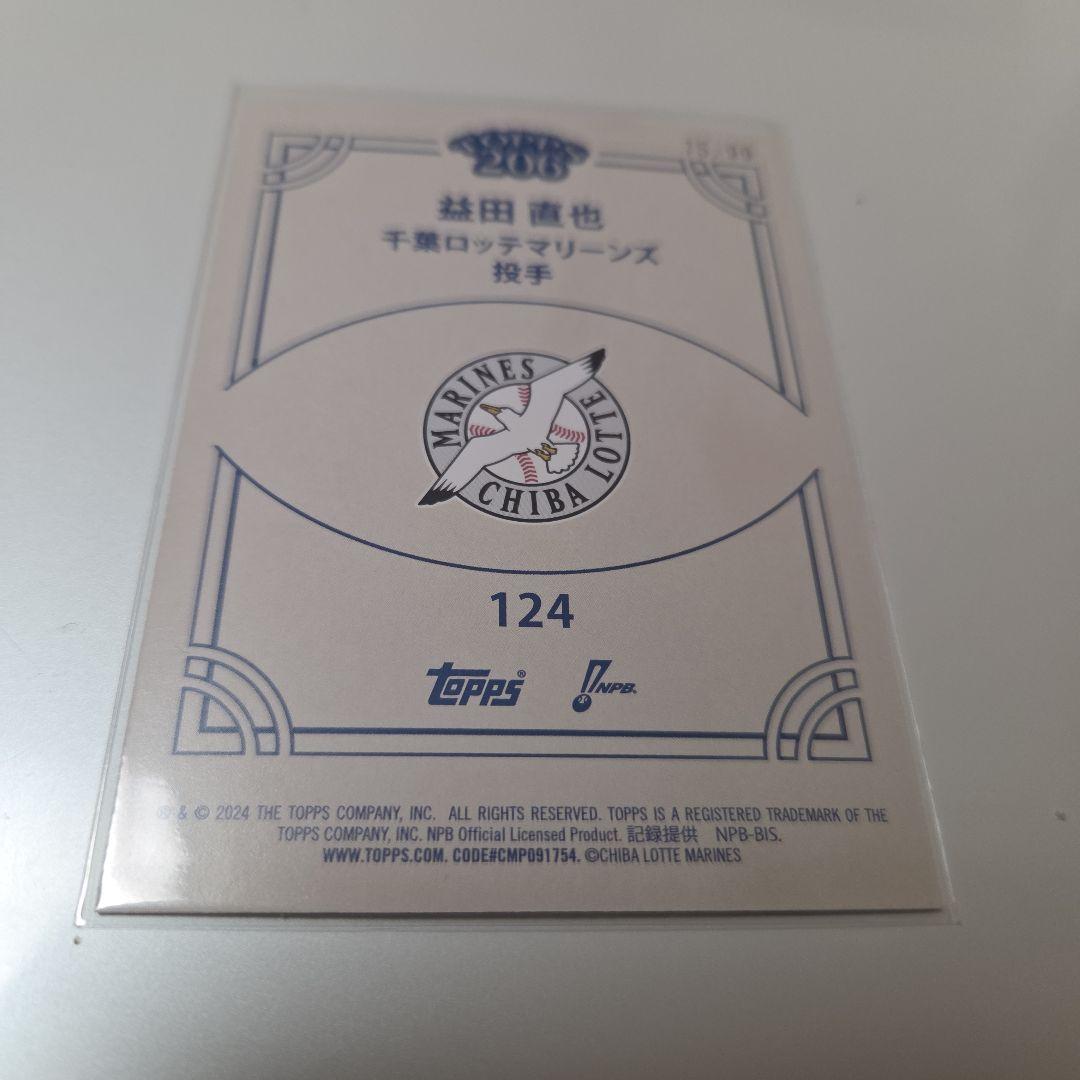 TOPPS
206
益田 直也
千葉ロッテマリーンズ
投手
MARINES
CHIBA LOTTE
124
topps®
NPB.
® & © 2024 THE TOPPS COMPANY, INC. ALL RIGHTS RESERVED. TOPPS IS A REGISTERED TRADEMARK OF THE
TOPPS COMPANY, INC. NPB Official Licensed Product. 記録提供 NPB-BIS.
WWW.TOPPS.COM. CODE#CMP091754. ©CHIBA LOTTE MARINES